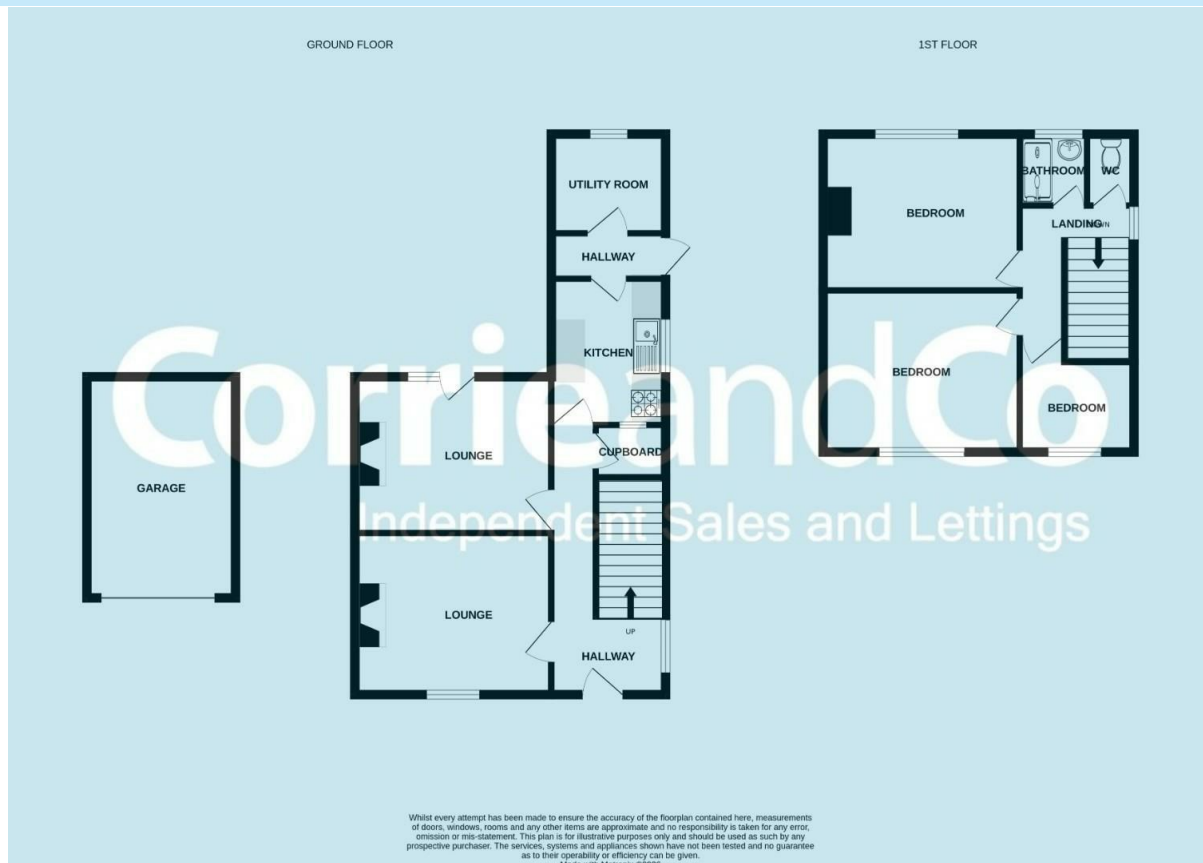 GROUND FLOOR
1ST FLOOR
UTILITY ROOM
HALLWAY
KITCHEN
CUPBOARD
LOUNGE
LOUNGE
GARAGE
UP
HALLWAY
BATHROOM
WC
BEDROOM
LANDING
DOWN
BEDROOM
BEDROOM
CorrieandCo
Independent Sales and Lettings
Whilst every attempt has been made to ensure the accuracy of the floorplan contained here, measurements
of doors, windows, rooms and any other items are approximate and no responsibility is taken for any error,
omission or mis-statement. This plan is for illustrative purposes only and should be used as such by any
prospective purchaser. The services, systems and appliances shown have not been tested and no guarantee
as to their operability or efficiency can be given.